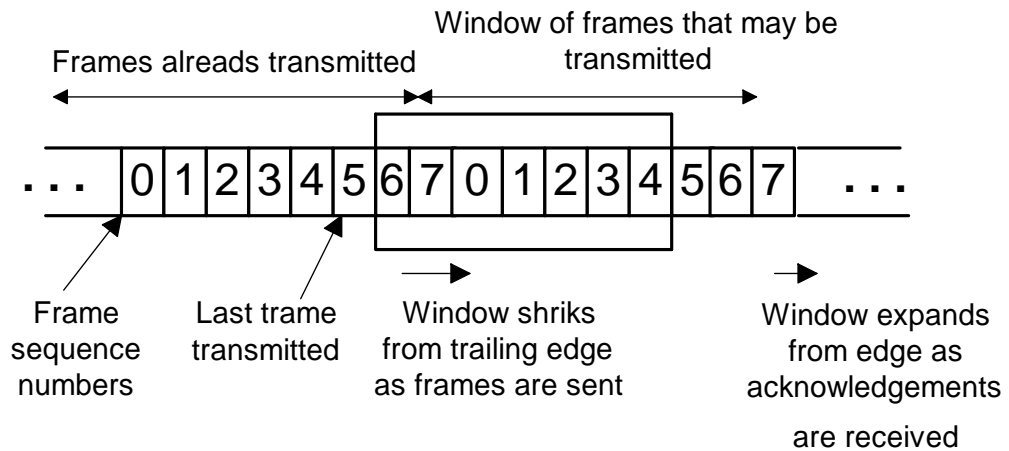 Window of frames that may be
transmitted
Frames alreads transmitted
... 0 1 2 3 4 5 6 7 0 1 2 3 4 5 6 7 ...
Frame
sequence
numbers
Last trame
transmitted
Window shriks
from trailing edge
as frames are sent
Window expands
from edge as
acknowledgements
are received